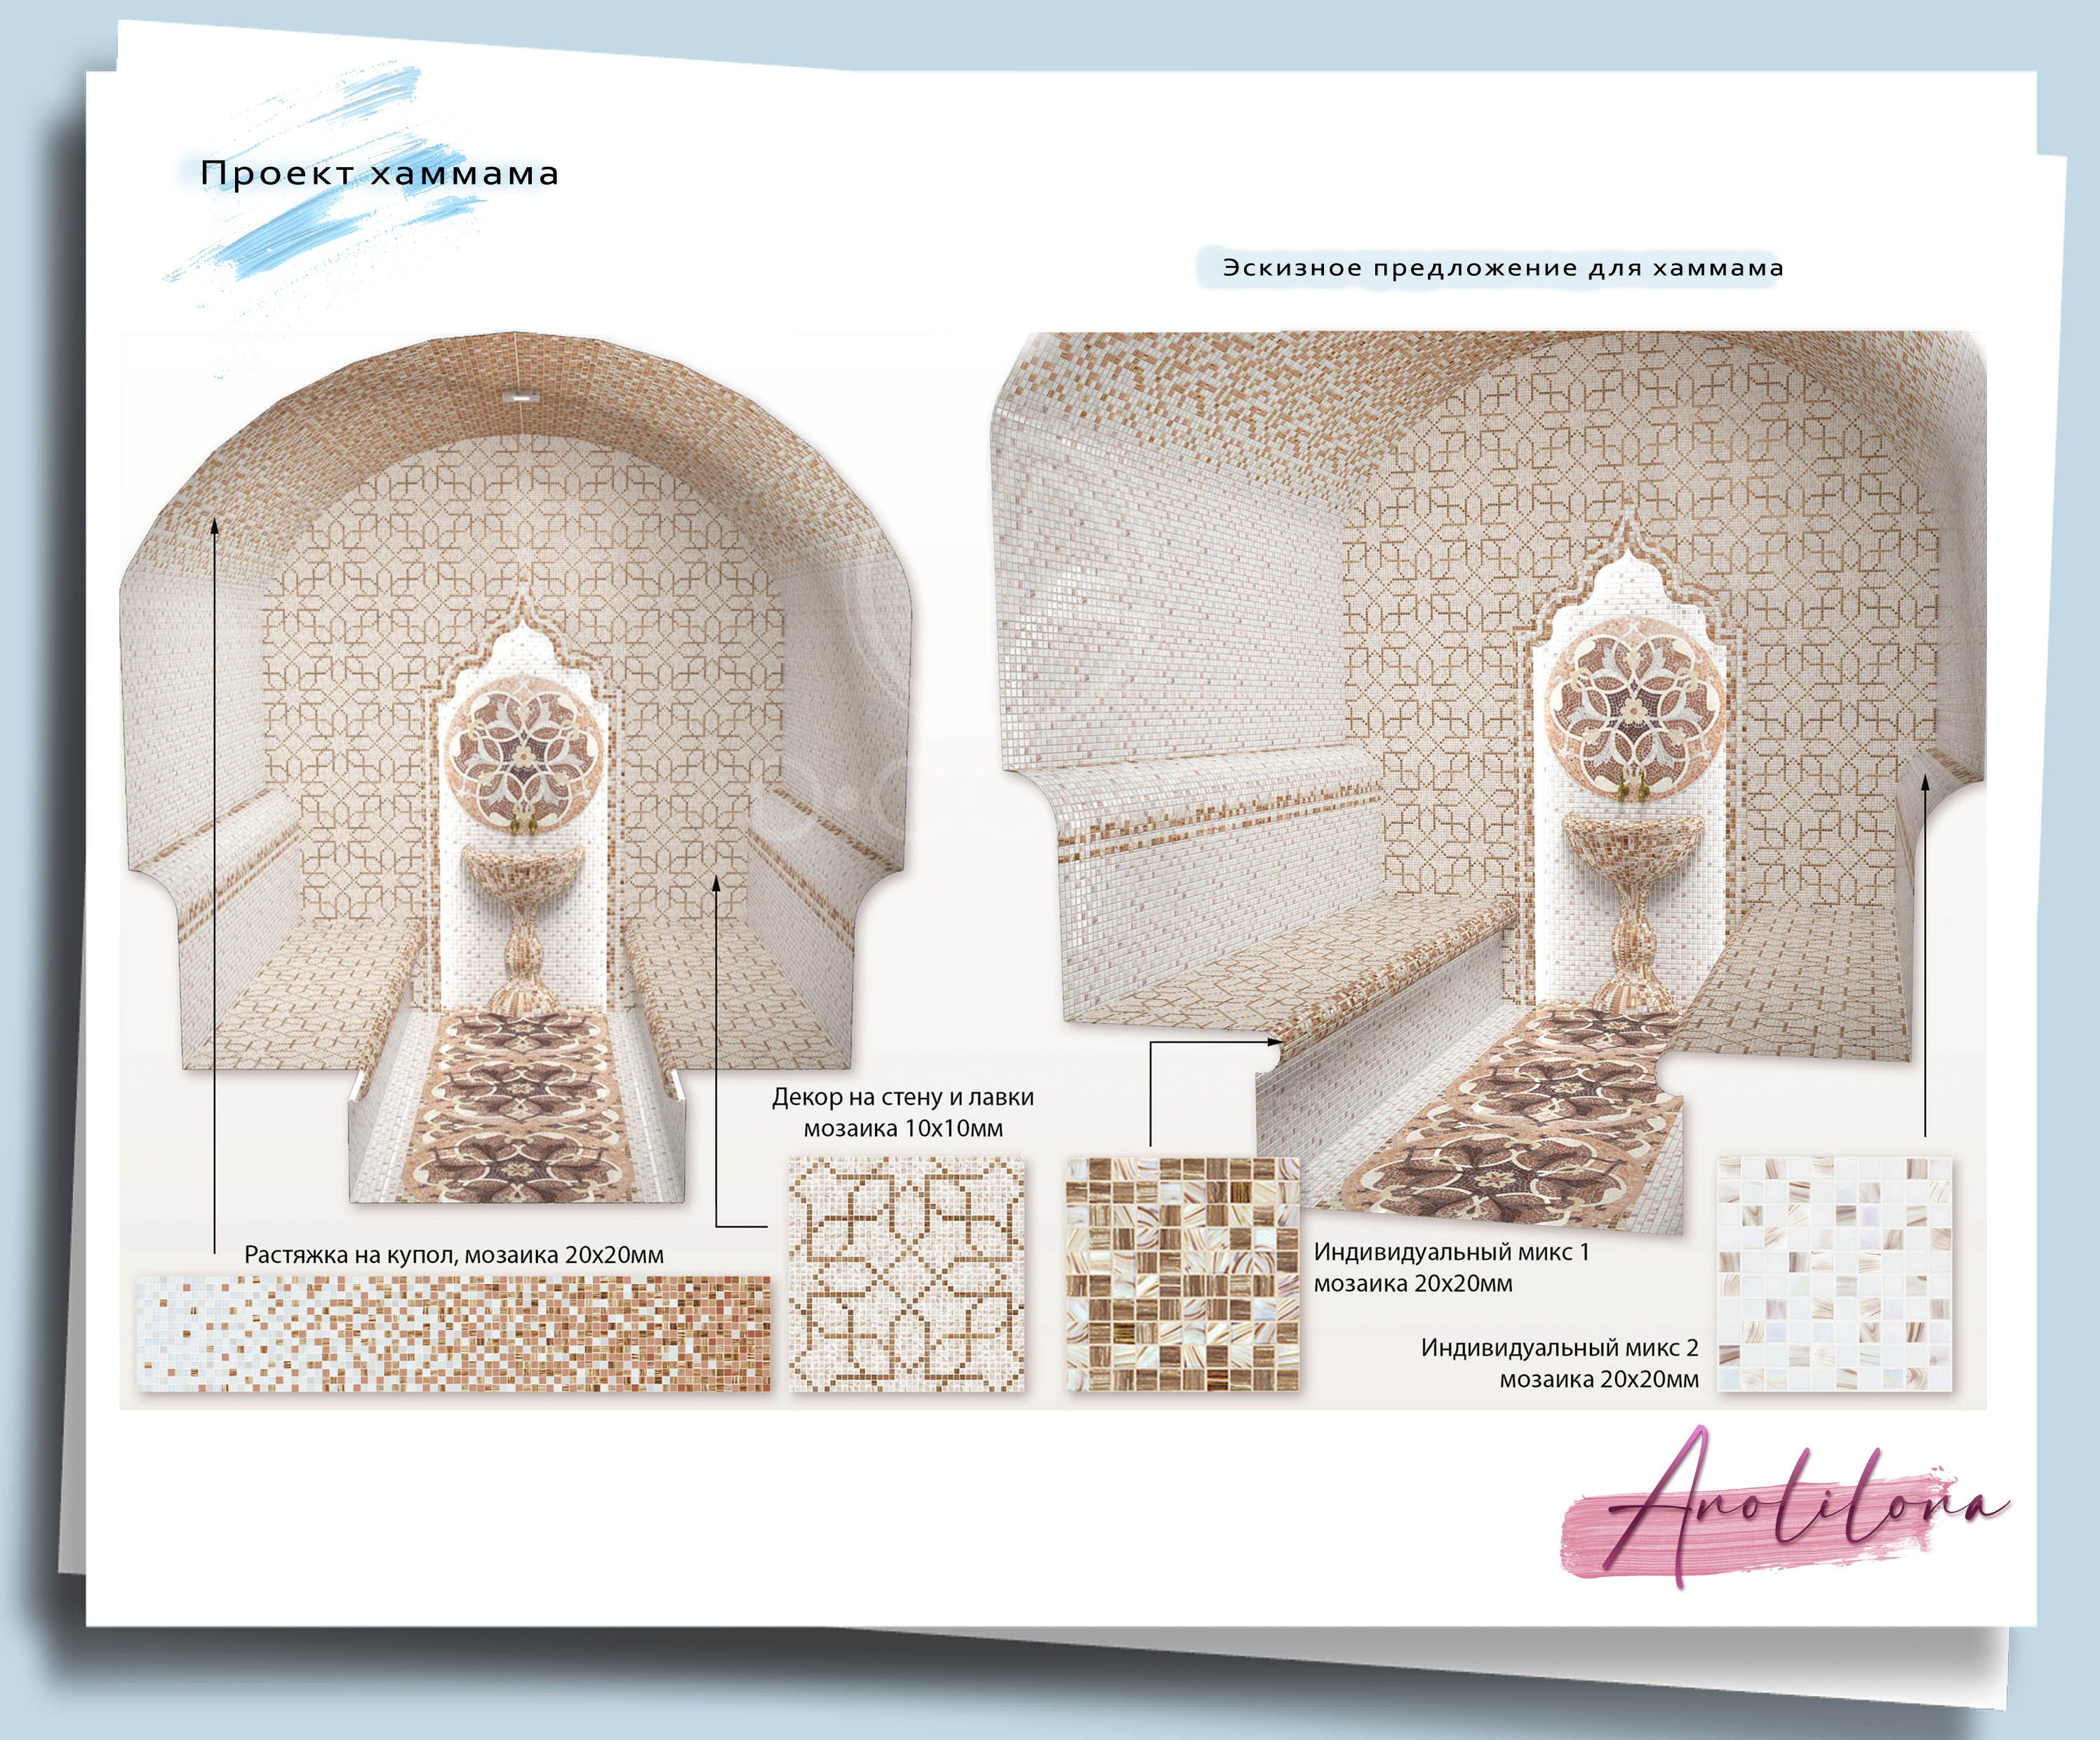 Проект хаммама
Эскизное предложение для хаммама
Декор на стену и лавки
мозаика 10х10мм
Растяжка на купол, мозаика 20х20мм
Индивидуальный микс 1
мозаика 20х20мм
Индивидуальный микс 2
мозаика 20х20мм
Anolilona